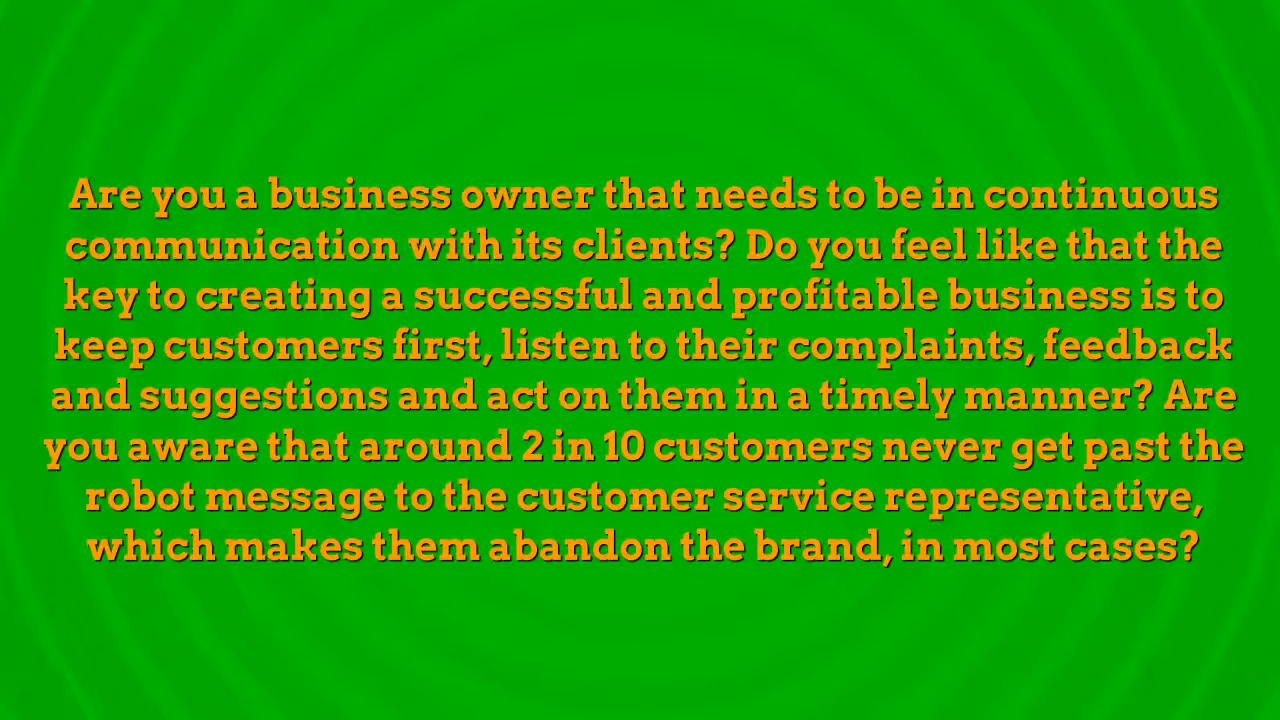 Are you a business owner that needs to be in continuous
communication with its clients? Do you feel like that the
key to creating a successful and profitable business is to
keep customers first, listen to their complaints, feedback
and suggestions and act on them in a timely manner? Are
you aware that around 2 in 10 customers never get past the
robot message to the customer service representative,
which makes them abandon the brand, in most cases?